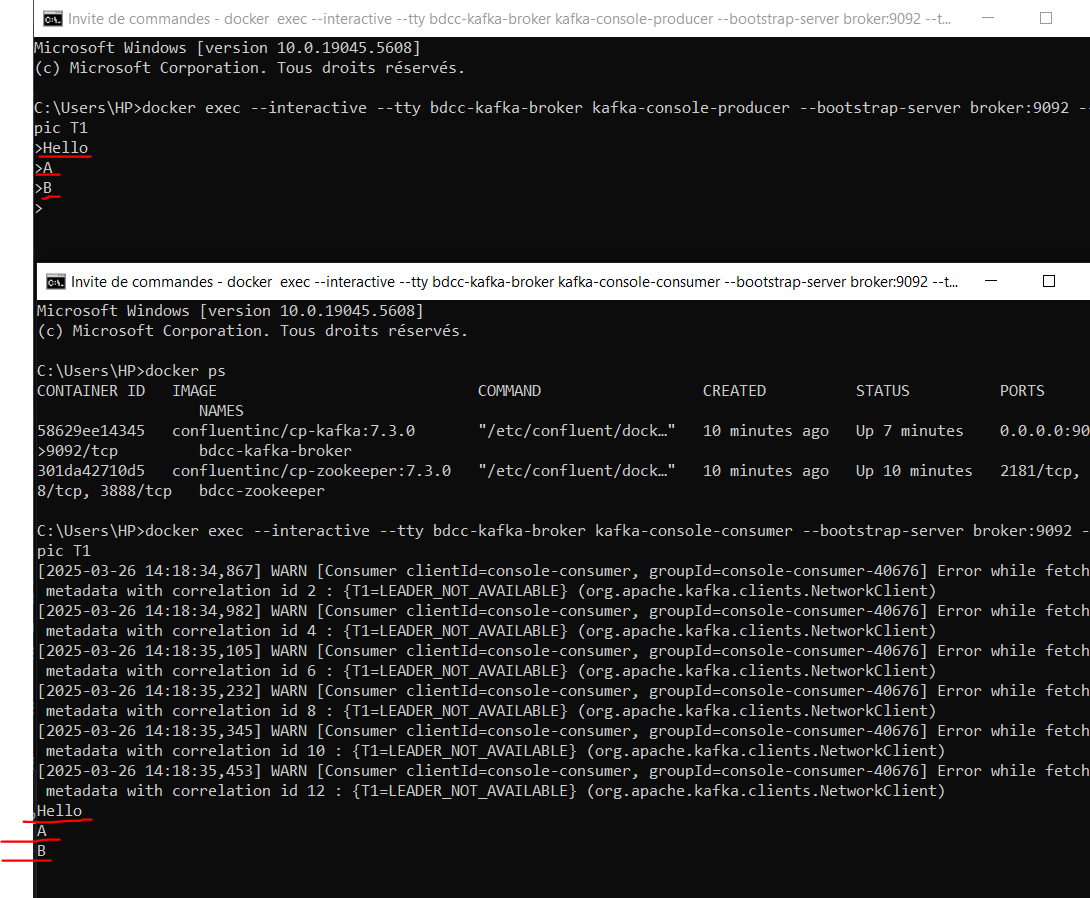 Invite de commandes - docker  exec --interactive --tty bdcc-kafka-broker kafka-console-producer --bootstrap-server broker:9092 --t...
Microsoft Windows [version 10.0.19045.5608]
(c) Microsoft Corporation. Tous droits réservés.
C:\Users\HP>docker exec --interactive --tty bdcc-kafka-broker kafka-console-producer --bootstrap-server broker:9092 --
pic T1
>Hello
>A
>B
>
Invite de commandes - docker  exec --interactive --tty bdcc-kafka-broker kafka-console-consumer --bootstrap-server broker:9092 --t...
Microsoft Windows [version 10.0.19045.5608]
(c) Microsoft Corporation. Tous droits réservés.
C:\Users\HP>docker ps
CONTAINER ID   IMAGE                             COMMAND                  CREATED          STATUS          PORTS
                  NAMES
58629ee14345   confluentinc/cp-kafka:7.3.0       "/etc/confluent/dock…"   10 minutes ago   Up 7 minutes    0.0.0.0:90
>9092/tcp         bdcc-kafka-broker
301da42710d5   confluentinc/cp-zookeeper:7.3.0   "/etc/confluent/dock…"   10 minutes ago   Up 10 minutes   2181/tcp,
8/tcp, 3888/tcp   bdcc-zookeeper
C:\Users\HP>docker exec --interactive --tty bdcc-kafka-broker kafka-console-consumer --bootstrap-server broker:9092 -
pic T1
[2025-03-26 14:18:34,867] WARN [Consumer clientId=console-consumer, groupId=console-consumer-40676] Error while fetch
 metadata with correlation id 2 : {T1=LEADER_NOT_AVAILABLE} (org.apache.kafka.clients.NetworkClient)
[2025-03-26 14:18:34,982] WARN [Consumer clientId=console-consumer, groupId=console-consumer-40676] Error while fetch
 metadata with correlation id 4 : {T1=LEADER_NOT_AVAILABLE} (org.apache.kafka.clients.NetworkClient)
[2025-03-26 14:18:35,105] WARN [Consumer clientId=console-consumer, groupId=console-consumer-40676] Error while fetch
 metadata with correlation id 6 : {T1=LEADER_NOT_AVAILABLE} (org.apache.kafka.clients.NetworkClient)
[2025-03-26 14:18:35,232] WARN [Consumer clientId=console-consumer, groupId=console-consumer-40676] Error while fetch
 metadata with correlation id 8 : {T1=LEADER_NOT_AVAILABLE} (org.apache.kafka.clients.NetworkClient)
[2025-03-26 14:18:35,345] WARN [Consumer clientId=console-consumer, groupId=console-consumer-40676] Error while fetch
 metadata with correlation id 10 : {T1=LEADER_NOT_AVAILABLE} (org.apache.kafka.clients.NetworkClient)
[2025-03-26 14:18:35,453] WARN [Consumer clientId=console-consumer, groupId=console-consumer-40676] Error while fetch
 metadata with correlation id 12 : {T1=LEADER_NOT_AVAILABLE} (org.apache.kafka.clients.NetworkClient)
Hello
A
B